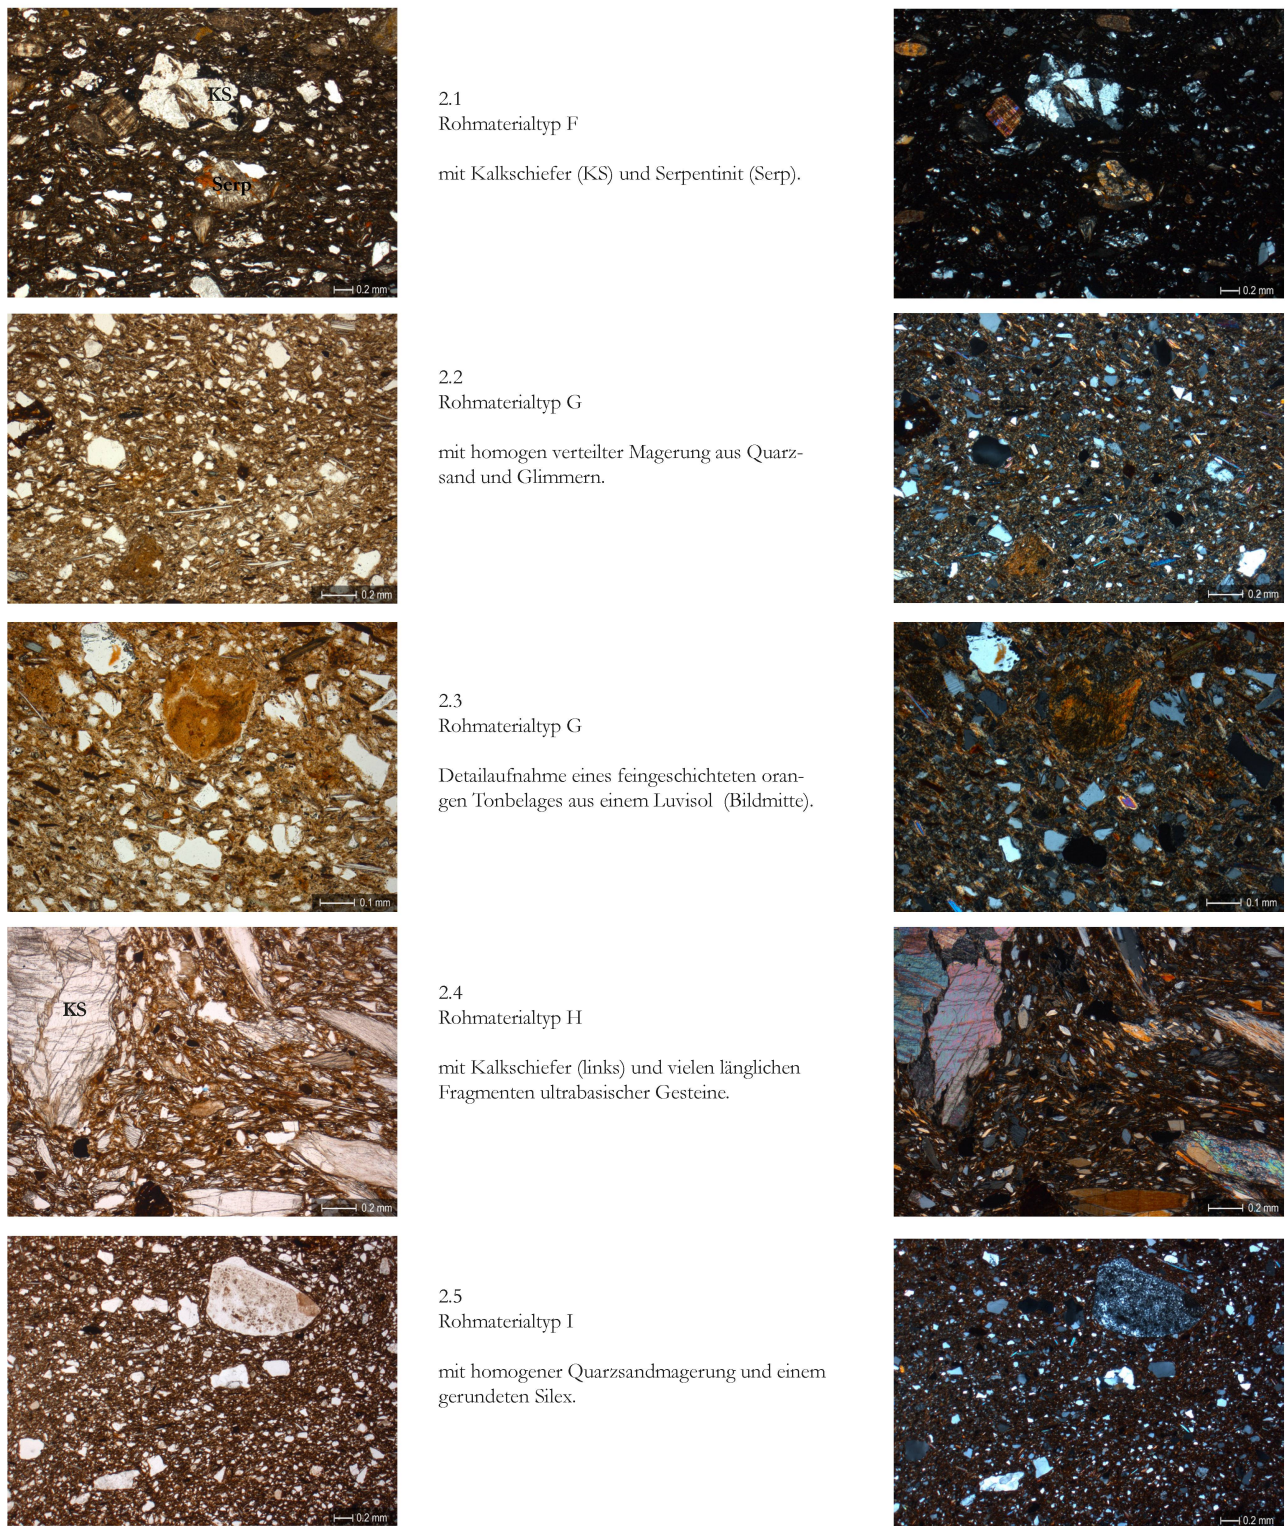 KS
Serp
0.2 mm
2.1
Rohmaterialtyp F
mit Kalkschiefer (KS) und Serpentinit (Serp).
0.2 mm
0.2 mm
2.2
Rohmaterialtyp G
mit homogen verteilter Magerung aus Quarz-
sand und Glimmern.
0.2 mm
0.1 mm
2.3
Rohmaterialtyp G
Detailaufnahme eines feingeschichteten oran-
gen Tonbelages aus einem Luvisol (Bildmitte).
0.1 mm
KS
0.2 mm
2.4
Rohmaterialtyp H
mit Kalkschiefer (links) und vielen länglichen
Fragmenten ultrabasischer Gesteine.
0.2 mm
0.2 mm
2.5
Rohmaterialtyp I
mit homogener Quarzsandmagerung und einem
gerundeten Silex.
0.2 mm